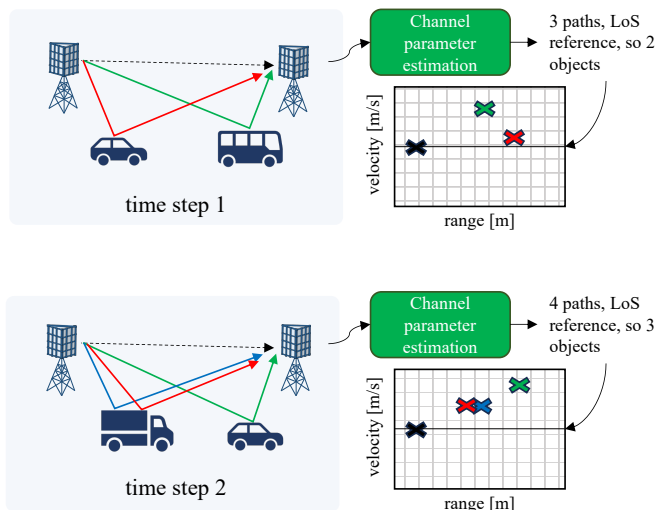 Channel
parameter
estimation
3 paths, LoS
reference, so 2
objects
velocity [m/s]
range [m]
time step 1
Channel
parameter
estimation
4 paths, LoS
reference, so 3
objects
velocity [m/s]
range [m]
time step 2